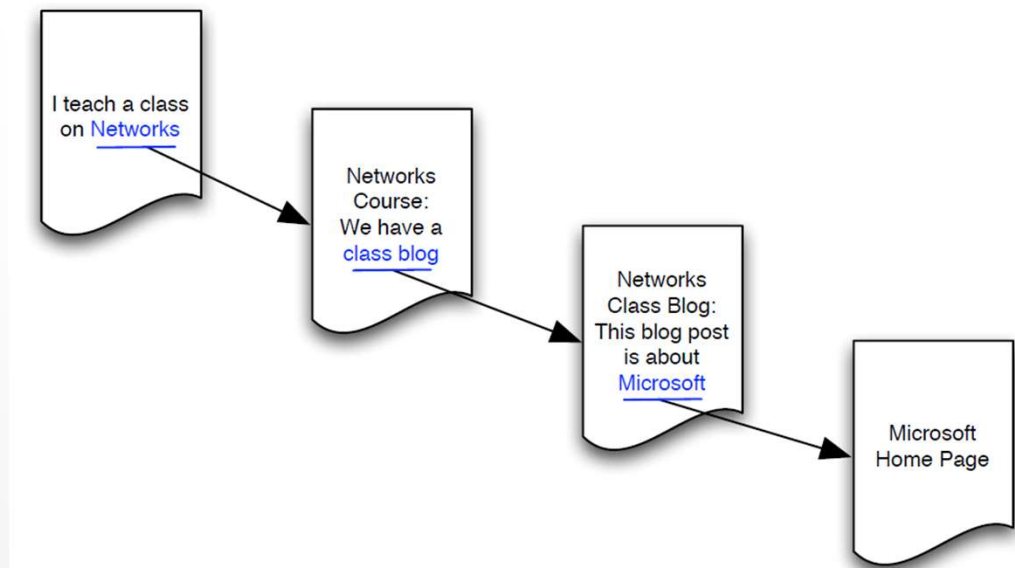 I teach a class
on Networks
Networks
Course:
We have a
class blog
Networks
Class Blog:
This blog post
is about
Microsoft
Microsoft
Home Page